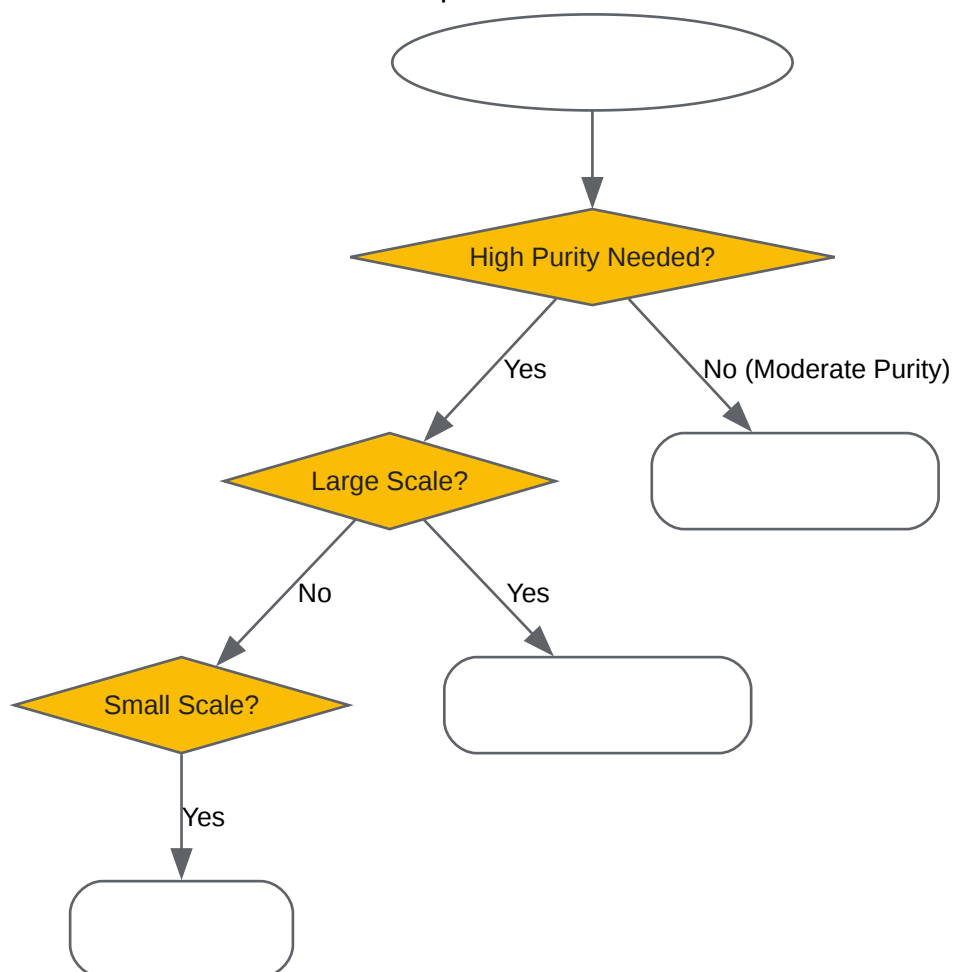 High Purity Needed?
Yes
No (Moderate Purity)
Large Scale?
No
Yes
Small Scale?
Yes